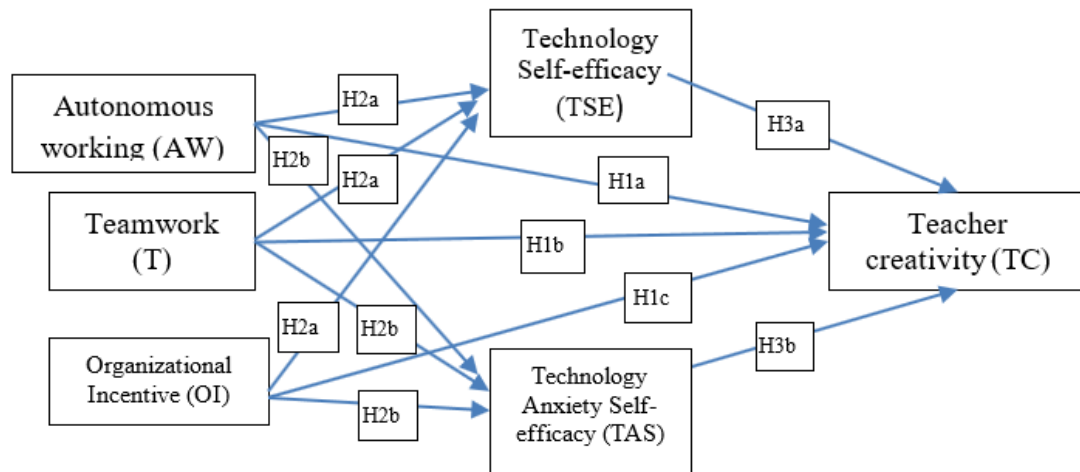 Technology
Self-efficacy
(TSE)
H2a
Autonomous
working (AW)
H3a
H2b
H2a
H1a
Teamwork
(T)
Teacher
creativity (TC)
H1b
H1c
H2a
H2b
H3b
Organizational
Incentive (OI)
Technology
Anxiety Self-
efficacy (TAS)
H2b